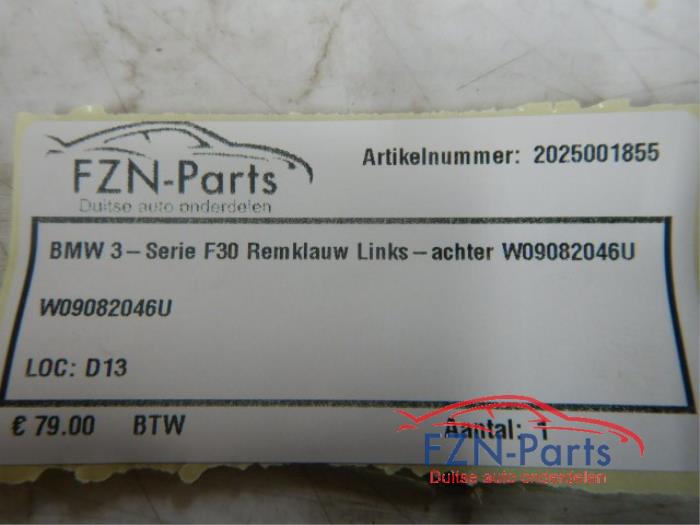 FZN-Parts
Duitse auto onderdelen
Artikelnummer: 2025001855
BMW 3-Serie F30 Remklauw Links-achter W09082046U
W09082046U
LOC: D13
€ 79.00 BTW Aantal: 1
FZN-Parts
Duitse auto onderdelen